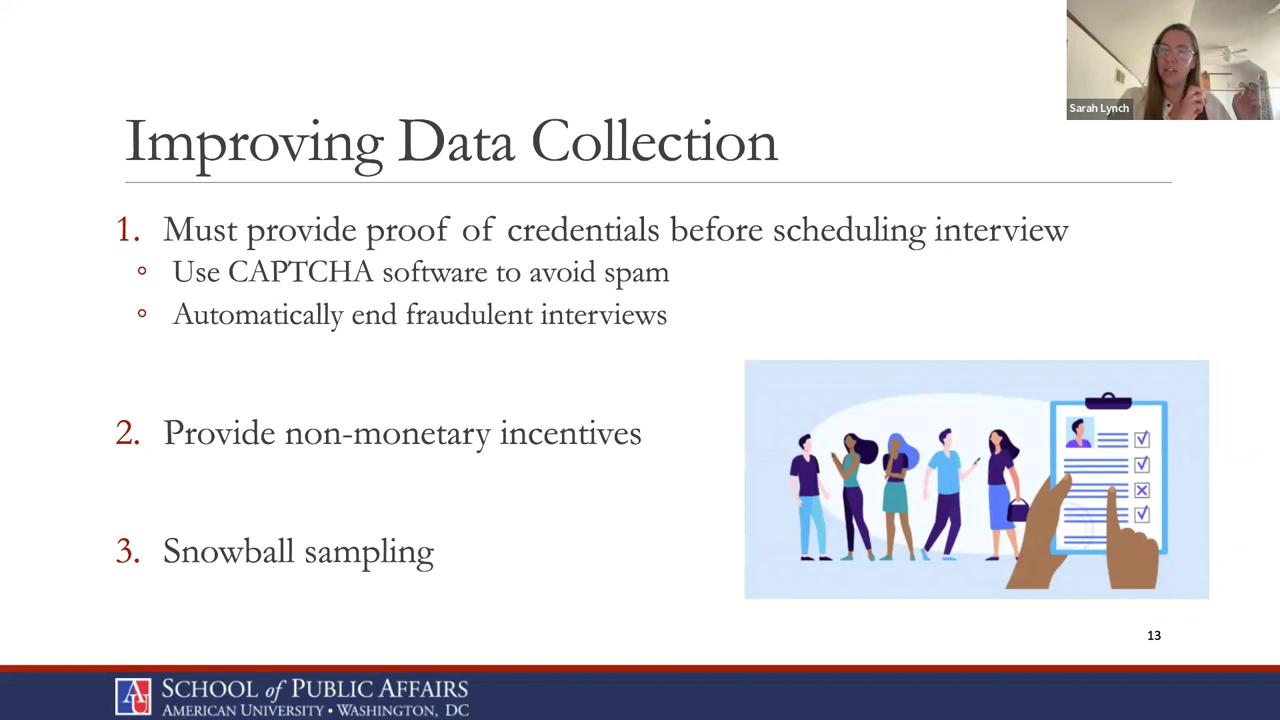 Sarah Lynch
Improving Data Collection
1. Must provide proof of credentials before scheduling interview
Use CAPTCHA software to avoid spam
Automatically end fraudulent interviews
2. Provide non-monetary incentives
3. Snowball sampling
13
AU
SCHOOL of PUBLIC AFFAIRS
AMERICAN UNIVERSITY • WASHINGTON, DC